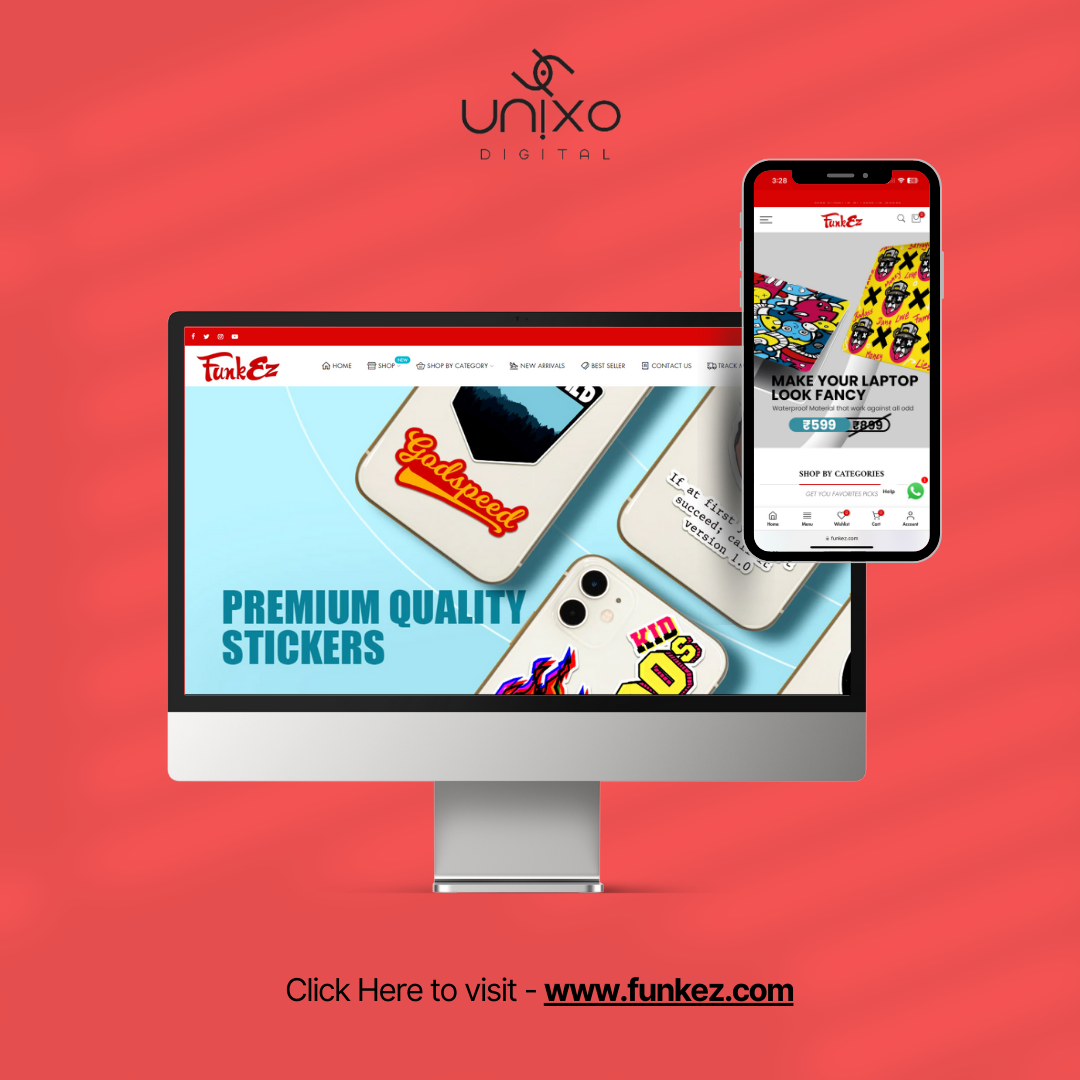 unixo
DIGITAL
3:28
FunkEz
MAKE YOUR LAPTOP
LOOK FANCY
Waterproof Material that work against all odd
₹599 ₹899
SHOP BY CATEGORIES
GET YOU FAVORITES PICKS
Help
Home Menu Wishlist Cart Account
funkez.com
FunkEz
HOME SHOP NEW SHOP BY CATEGORY NEW ARRIVALS BEST SELLER CONTACT US TRACK
Godspeed
If at first
succeed; call it
version 1.0
KID
PREMIUM QUALITY
STICKERS
Click Here to visit - www.funkez.com